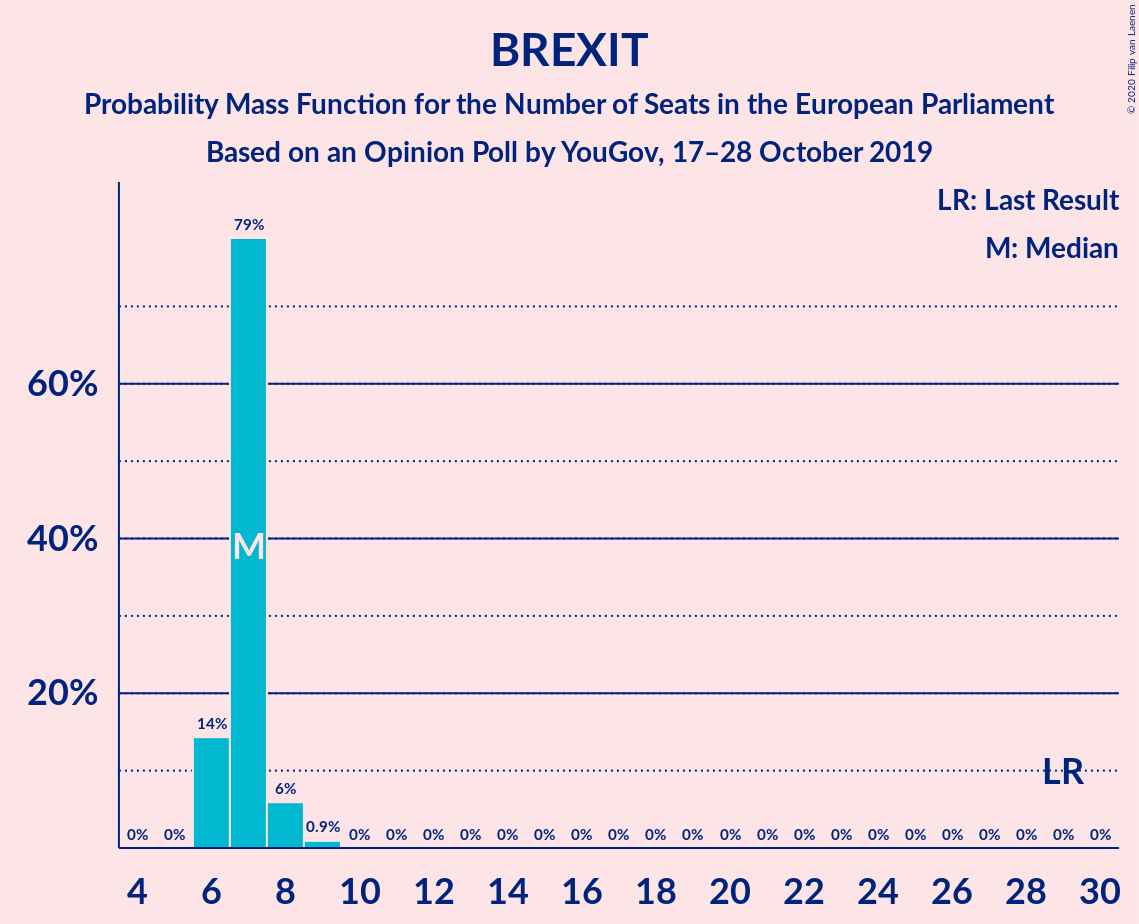 BREXIT
Probability Mass Function for the Number of Seats in the European Parliament
Based on an Opinion Poll by YouGov, 17–28 October 2019
© 2020 Filip van Laenen
LR: Last Result
M: Median
60%
40%
20%
0% 0% 14% 79% 6% 0.9% 0% 0% 0% 0% 0% 0% 0% 0% 0% 0% 0% 0% 0% 0% 0% 0% 0% 0% 0% 0% 0%
M
LR
4 6 8 10 12 14 16 18 20 22 24 26 28 30